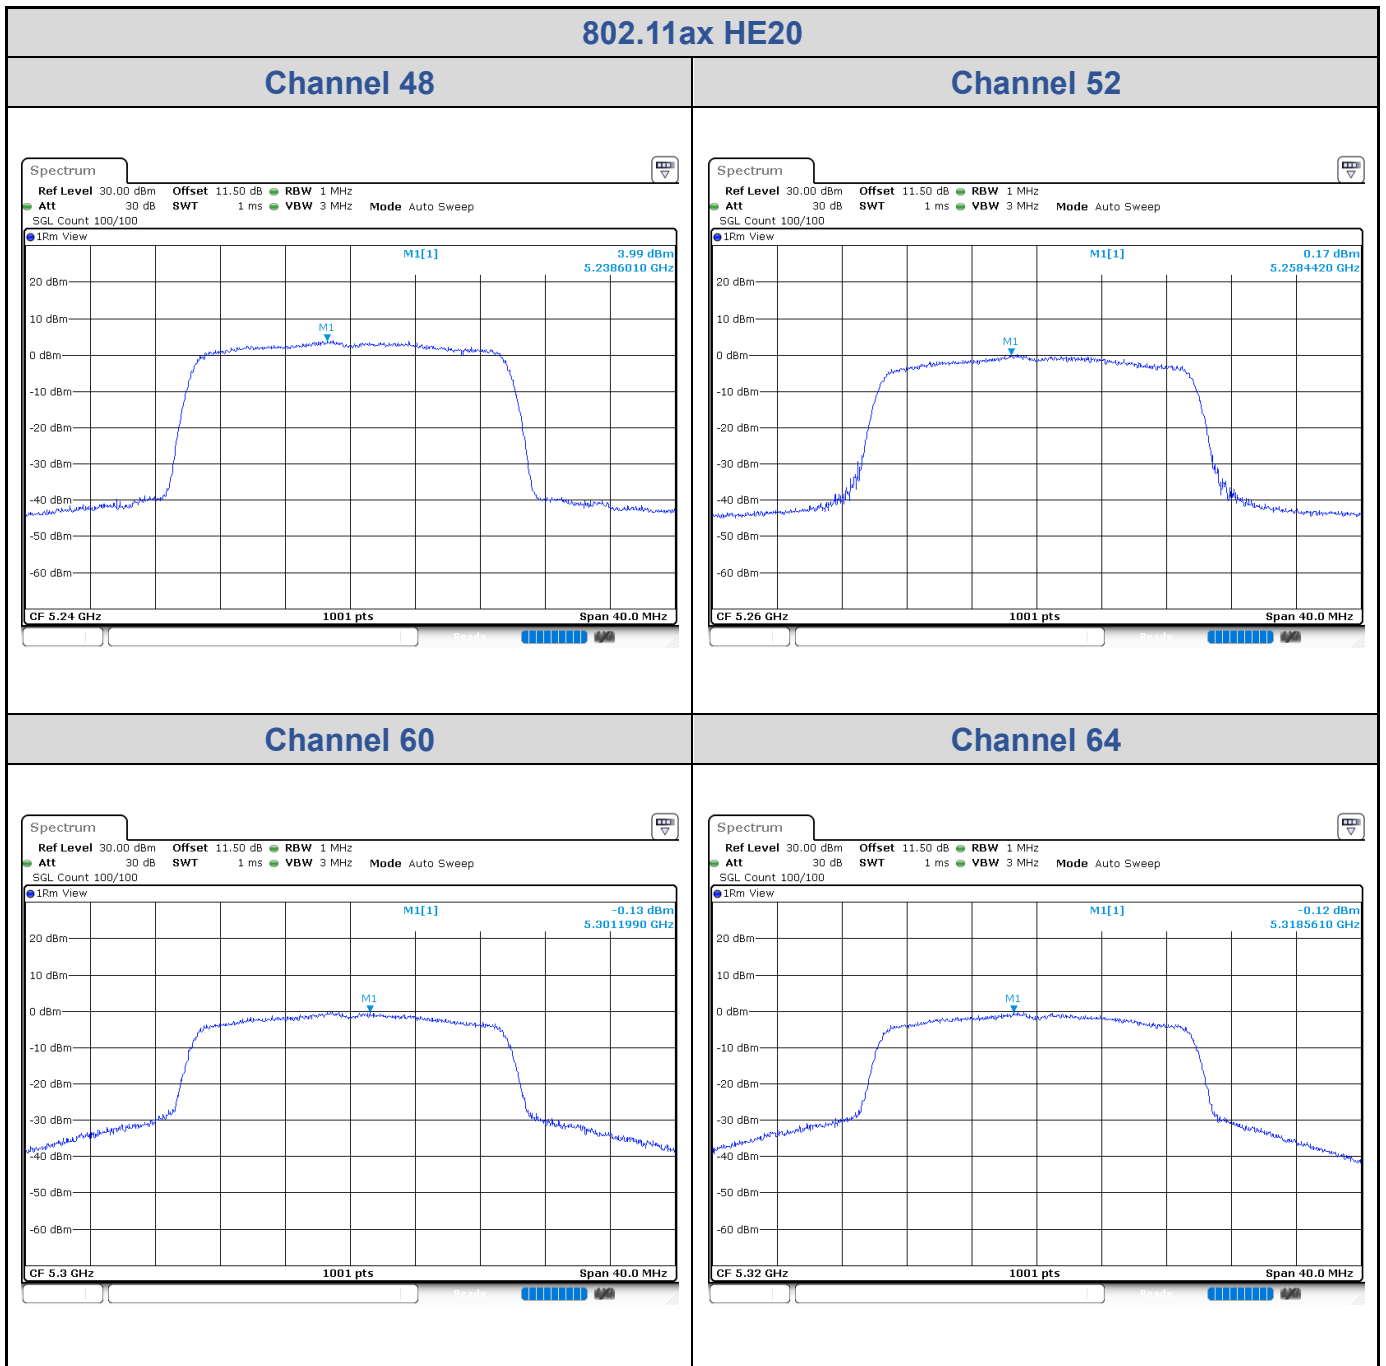 802.11ax HE20
Channel 48
Channel 52
Spectrum
Ref Level 30.00 dBm Offset 11.50 dB RBW 1 MHz
Att 30 dB SWT 1 ms VBW 3 MHz Mode Auto Sweep
SGL Count 100/100
1Rm View
M1[1] 3.99 dBm
5.2386010 GHz
20 dBm
10 dBm
M1
0 dBm
-10 dBm
-20 dBm
-30 dBm
-40 dBm
-50 dBm
-60 dBm
CF 5.24 GHz 1001 pts Span 40.0 MHz
Ready
Spectrum
Ref Level 30.00 dBm Offset 11.50 dB RBW 1 MHz
Att 30 dB SWT 1 ms VBW 3 MHz Mode Auto Sweep
SGL Count 100/100
1Rm View
M1[1] 0.17 dBm
5.2584420 GHz
20 dBm
10 dBm
M1
0 dBm
-10 dBm
-20 dBm
-30 dBm
-40 dBm
-50 dBm
-60 dBm
CF 5.26 GHz 1001 pts Span 40.0 MHz
Ready
Channel 60
Channel 64
Spectrum
Ref Level 30.00 dBm Offset 11.50 dB RBW 1 MHz
Att 30 dB SWT 1 ms VBW 3 MHz Mode Auto Sweep
SGL Count 100/100
1Rm View
M1[1] -0.13 dBm
5.3011990 GHz
20 dBm
10 dBm
M1
0 dBm
-10 dBm
-20 dBm
-30 dBm
-40 dBm
-50 dBm
-60 dBm
CF 5.3 GHz 1001 pts Span 40.0 MHz
Ready
Spectrum
Ref Level 30.00 dBm Offset 11.50 dB RBW 1 MHz
Att 30 dB SWT 1 ms VBW 3 MHz Mode Auto Sweep
SGL Count 100/100
1Rm View
M1[1] -0.12 dBm
5.3185610 GHz
20 dBm
10 dBm
M1
0 dBm
-10 dBm
-20 dBm
-30 dBm
-40 dBm
-50 dBm
-60 dBm
CF 5.32 GHz 1001 pts Span 40.0 MHz
Ready